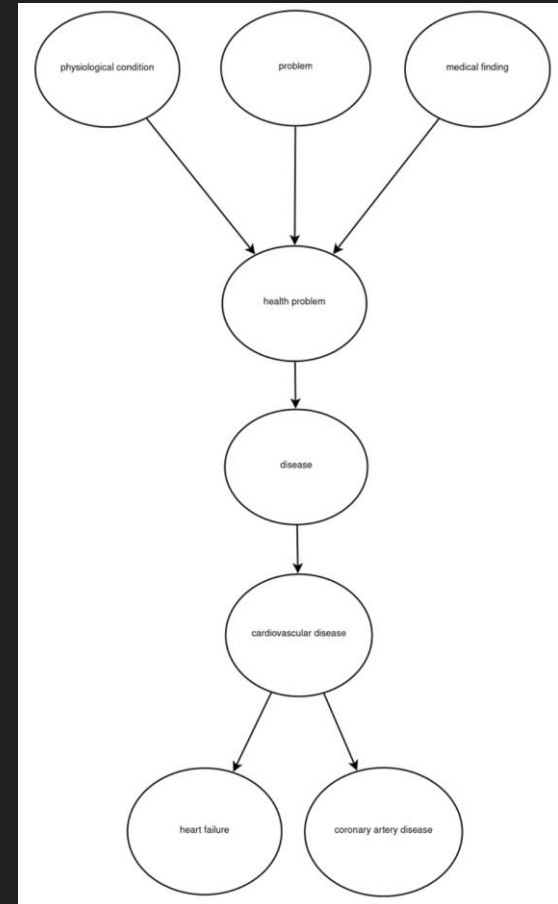 physiological condition
problem
medical finding
health problem
disease
cardiovascular disease
heart failure
coronary artery disease